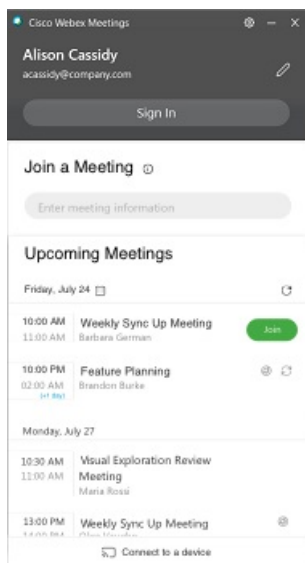 Cisco Webex Meetings
Alison Cassidy
acassidy@company.com
Sign In
Join a Meeting
Enter meeting information
Upcoming Meetings
Friday, July 24
10:00 AM Weekly Sync Up Meeting Join
11:00 AM Barbara German
10:00 PM Feature Planning
02:00 AM Brandon Burke
(+1 day)
Monday, July 27
10:30 AM Visual Exploration Review
11:00 AM Meeting
Maria Rossi
13:00 PM Weekly Sync Up Meeting
Connect to a device